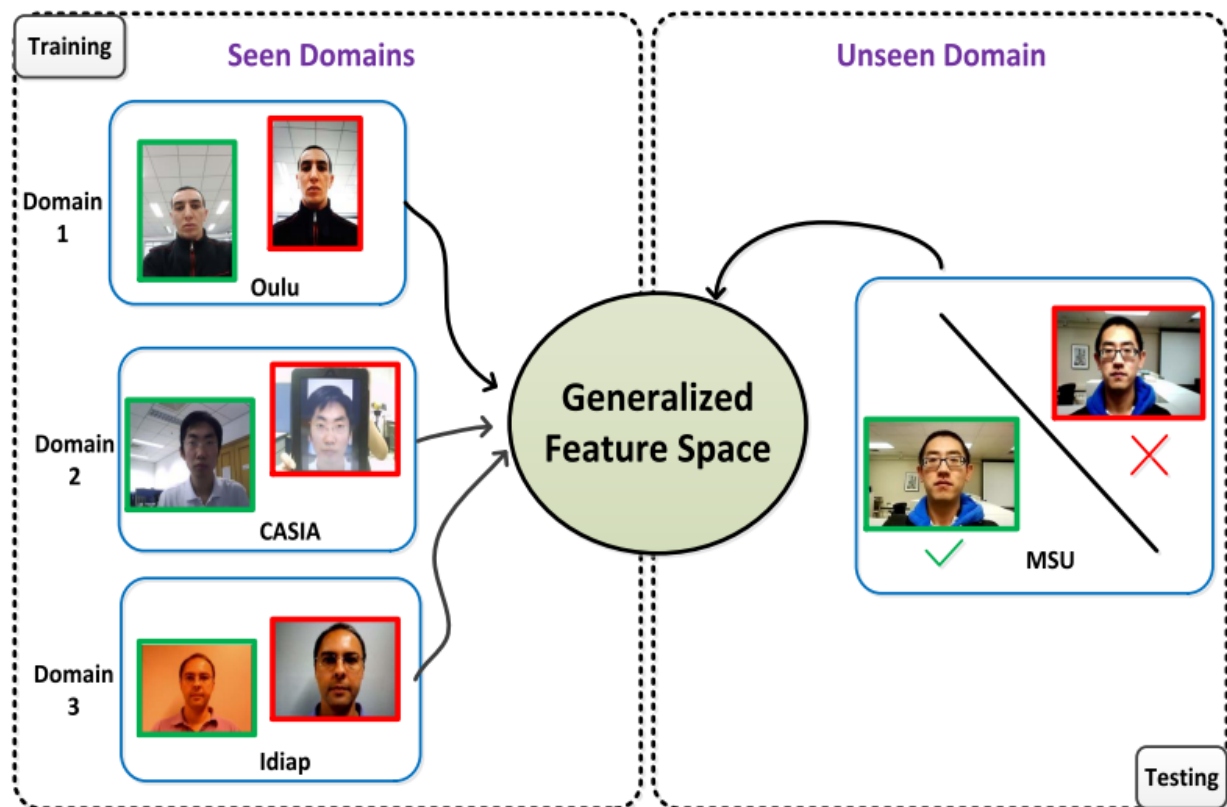 Training
Seen Domains
Unseen Domain
Domain
1
Oulu
Domain
2
CASIA
Domain
3
Idiap
Generalized
Feature Space
MSU
Testing